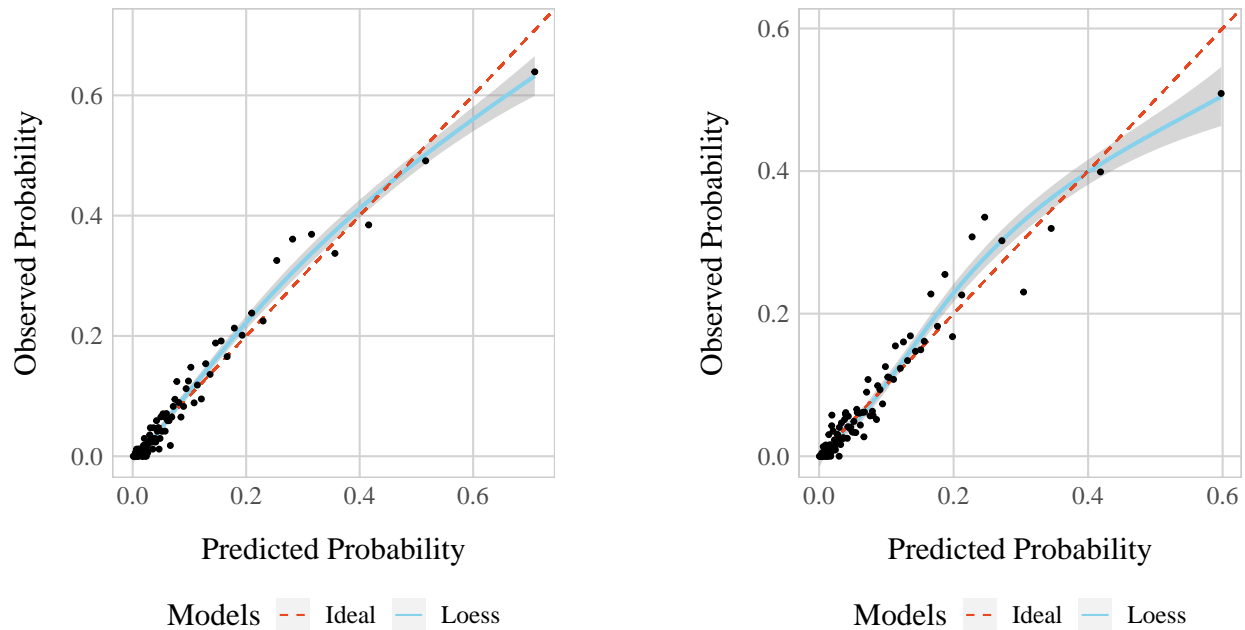 Observed Probability
0.6
0.4
0.2
0.0
0.0 0.2 0.4 0.6
Predicted Probability
Models Ideal Loess
Observed Probability
0.6
0.4
0.2
0.0
0.0 0.2 0.4 0.6
Predicted Probability
Models Ideal Loess